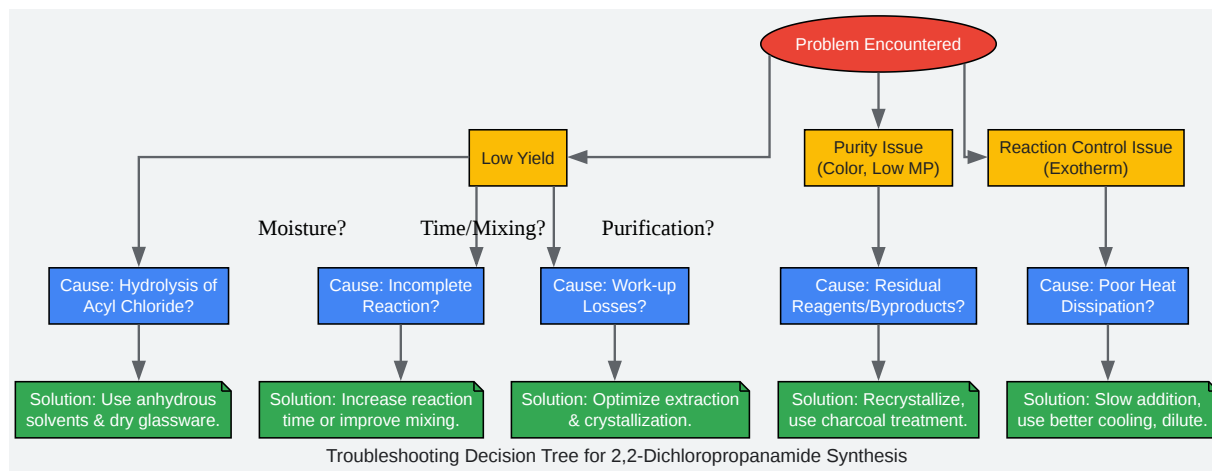 Problem Encountered
Low Yield
Purity Issue
(Color, Low MP)
Reaction Control Issue
(Exotherm)
Moisture?
Time/Mixing?
Purification?
Cause: Hydrolysis of
Acyl Chloride?
Cause: Incomplete
Reaction?
Cause: Work-up
Losses?
Cause: Residual
Reagents/Byproducts?
Cause: Poor Heat
Dissipation?
Solution: Use anhydrous
solvents & dry glassware.
Solution: Increase reaction
time or improve mixing.
Solution: Optimize extraction
& crystallization.
Solution: Recrystallize,
use charcoal treatment.
Solution: Slow addition,
use better cooling, dilute.
Troubleshooting Decision Tree for 2,2-Dichloropropanamide Synthesis